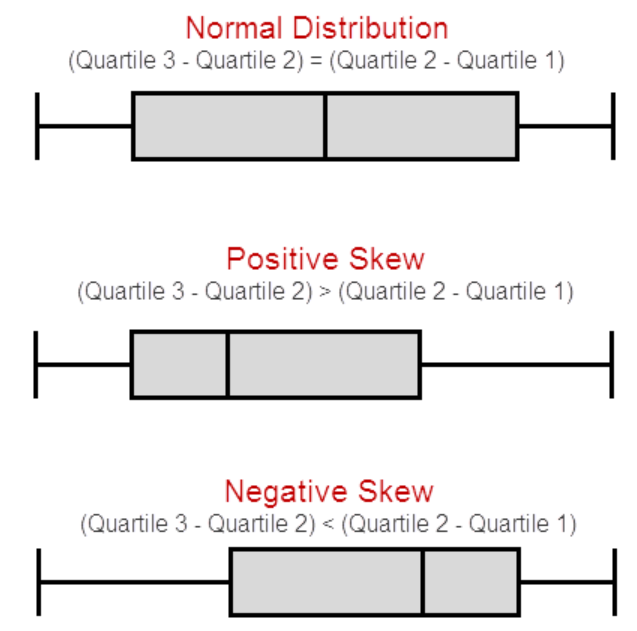 Normal Distribution
(Quartile 3 - Quartile 2) = (Quartile 2 - Quartile 1)
Positive Skew
(Quartile 3 - Quartile 2) > (Quartile 2 - Quartile 1)
Negative Skew
(Quartile 3 - Quartile 2) < (Quartile 2 - Quartile 1)